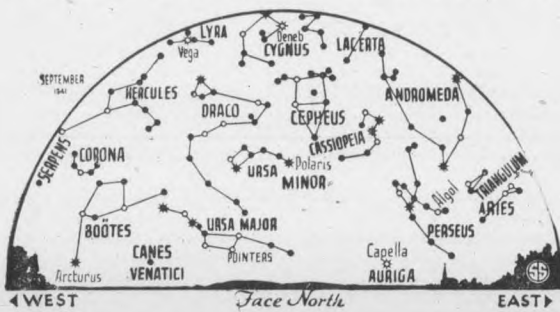 LYRA
Vega
Deneb
CYGNUS
LACERTA
SEPTEMBER
1941
HERCULES
DRACO
CEPHEUS
ANDROMEDA
CASSIOPEIA
SERPENS
CORONA
URSA
MINOR
Polaris
Algol
TRIANGULUM
ARIES
PERSEUS
BOÖTES
URSA MAJOR
POINTERS
CANES
VENATICI
Arcturus
Capella
AURIGA
SS
◀WEST
Face North
EAST▶